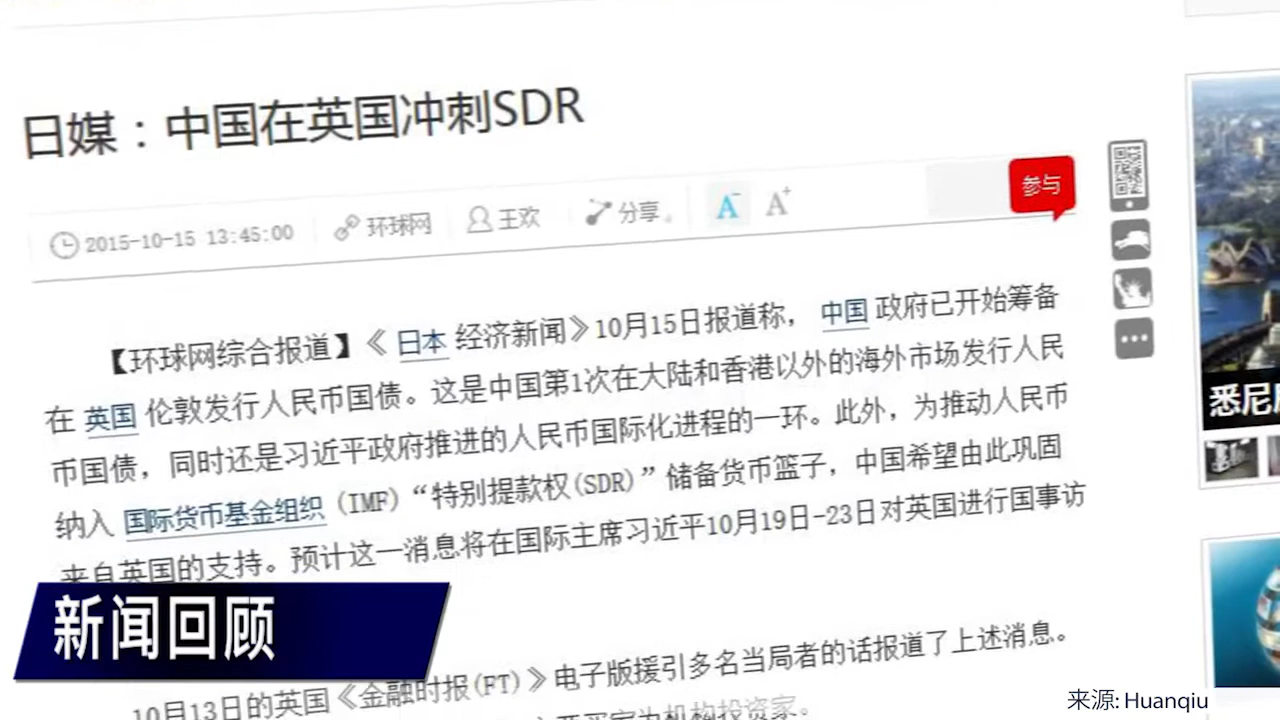 日媒：中国在英国冲刺SDR
2015-10-15 13:45:00 环球网 王欢 分享 A- A+ 参与
【环球网综合报道】《日本 经济新闻》10月15日报道称， 中国 政府已开始筹备
在 英国 伦敦发行人民币国债。这是中国第1次在大陆和香港以外的海外市场发行人民
币国债，同时还是习近平政府推进的人民币国际化进程的一环。此外，为推动人民币
纳入 国际货币基金组织 (IMF) “特别提款权(SDR)”储备货币篮子，中国希望由此巩固
来自英国的支持。预计这一消息将在国际主席习近平10月19日-23日对英国进行国事访
10月13日的英国《金融时报(FT)》电子版援引多名当局者的话报道了上述消息。
为机构投资家。
悉尼
新闻回顾
来源: Huanqiu